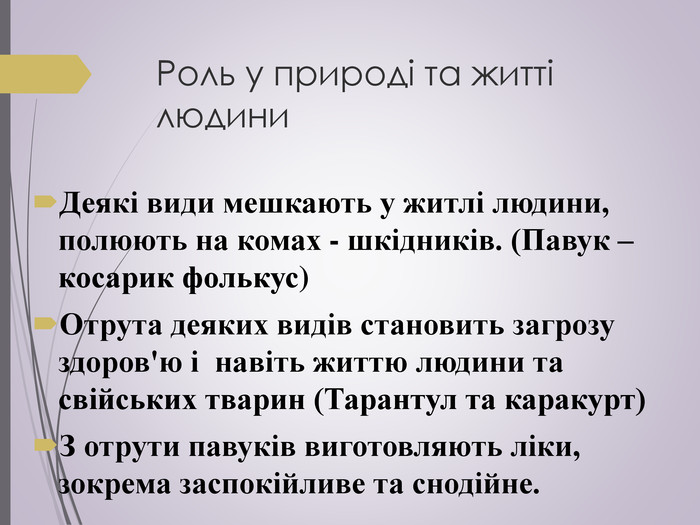 Роль у природі та житті
людини
Деякі види мешкають у житлі людини,
полюють на комах - шкідників. (Павук –
косарик фолькус)
Отрута деяких видів становить загрозу
здоров'ю і  навіть життю людини та
свійських тварин (Тарантул та каракурт)
З отрути павуків виготовляють ліки,
зокрема заспокійливе та снодійне.